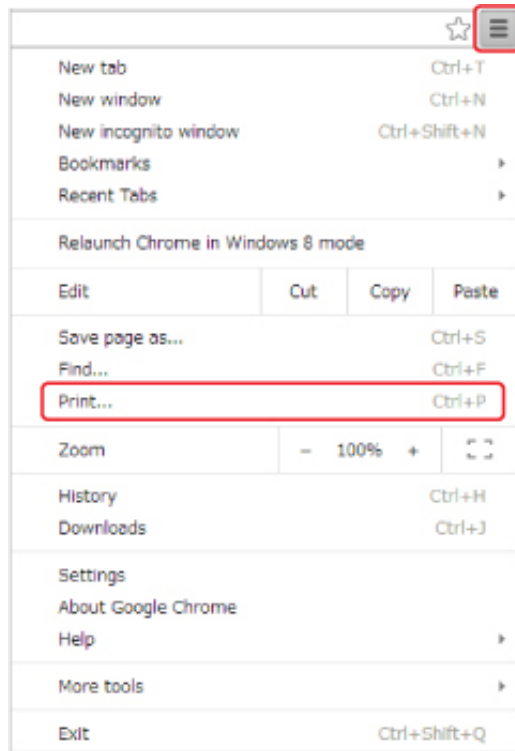 New tab Ctrl+T
New window Ctrl+N
New incognito window Ctrl+Shift+N
Bookmarks
Recent Tabs
Relaunch Chrome in Windows 8 mode
Edit Cut Copy Paste
Save page as... Ctrl+S
Find... Ctrl+F
Print... Ctrl+P
Zoom − 100% +
History Ctrl+H
Downloads Ctrl+J
Settings
About Google Chrome
Help
More tools
Exit Ctrl+Shift+Q